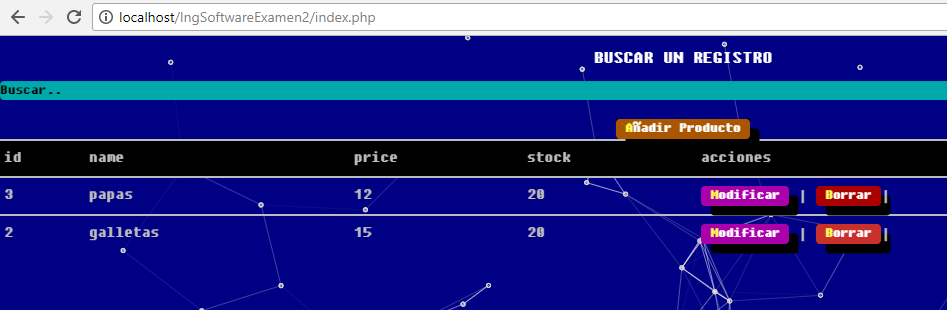 localhost/IngSoftwareExamen2/index.php
BUSCAR UN REGISTRO
Buscar..
Añadir Producto
id name price stock acciones
3 papas 12 20 Modificar | Borrar |
2 galletas 15 20 Modificar | Borrar |